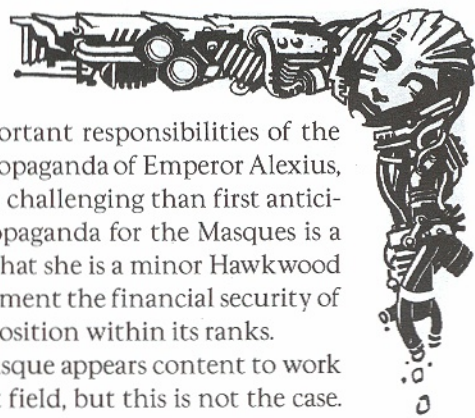 ortant responsibilities of the
opaganda of Emperor Alexius,
challenging than first antici-
opaganda for the Masques is a
hat she is a minor Hawkwood
ment the financial security of
osition within its ranks.
sque appears content to work
field, but this is not the case.